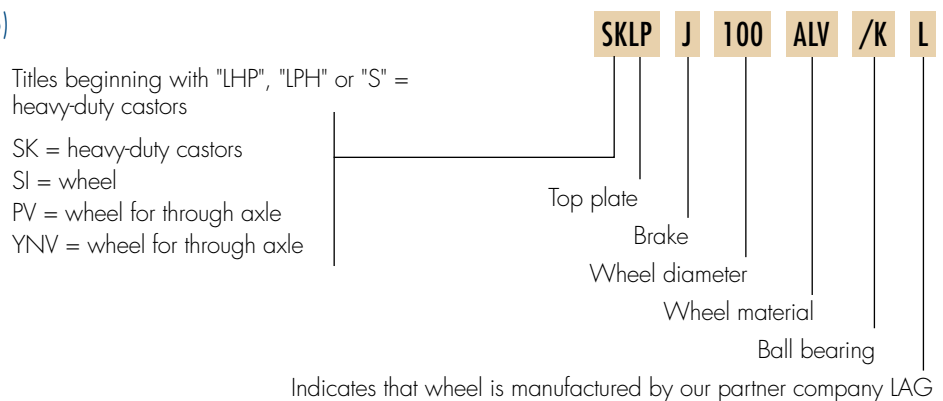 )
SKLP J 100 ALV /K L
Titles beginning with "LHP", "LPH" or "S" =
heavy-duty castors
SK = heavy-duty castors
SI = wheel
PV = wheel for through axle
YNV = wheel for through axle
Top plate
Brake
Wheel diameter
Wheel material
Ball bearing
Indicates that wheel is manufactured by our partner company LAG